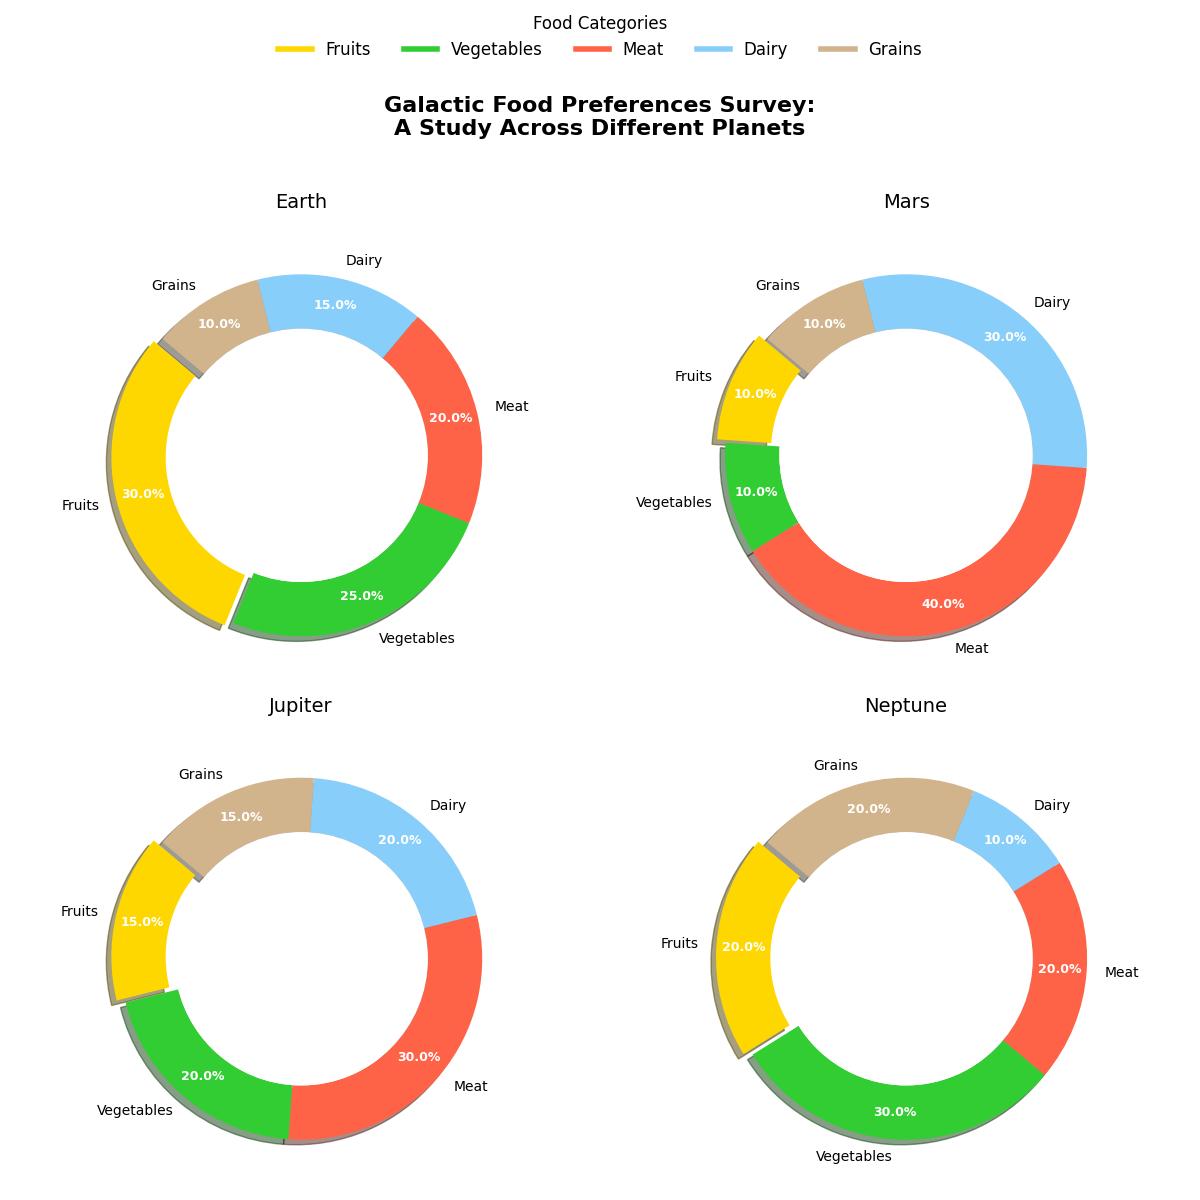 Food Categories
Fruits Vegetables Meat Dairy Grains
Galactic Food Preferences Survey:
A Study Across Different Planets
Earth
Dairy
Grains
15.0%
10.0%
Meat
20.0%
30.0%
Fruits
25.0%
Vegetables
Mars
Grains
Dairy
10.0%
30.0%
Fruits
10.0%
10.0%
Vegetables
40.0%
Meat
Jupiter
Grains
Dairy
15.0%
20.0%
Fruits
15.0%
30.0%
20.0%
Meat
Vegetables
Neptune
Grains
Dairy
20.0%
10.0%
Fruits
20.0%
20.0%
Meat
30.0%
Vegetables